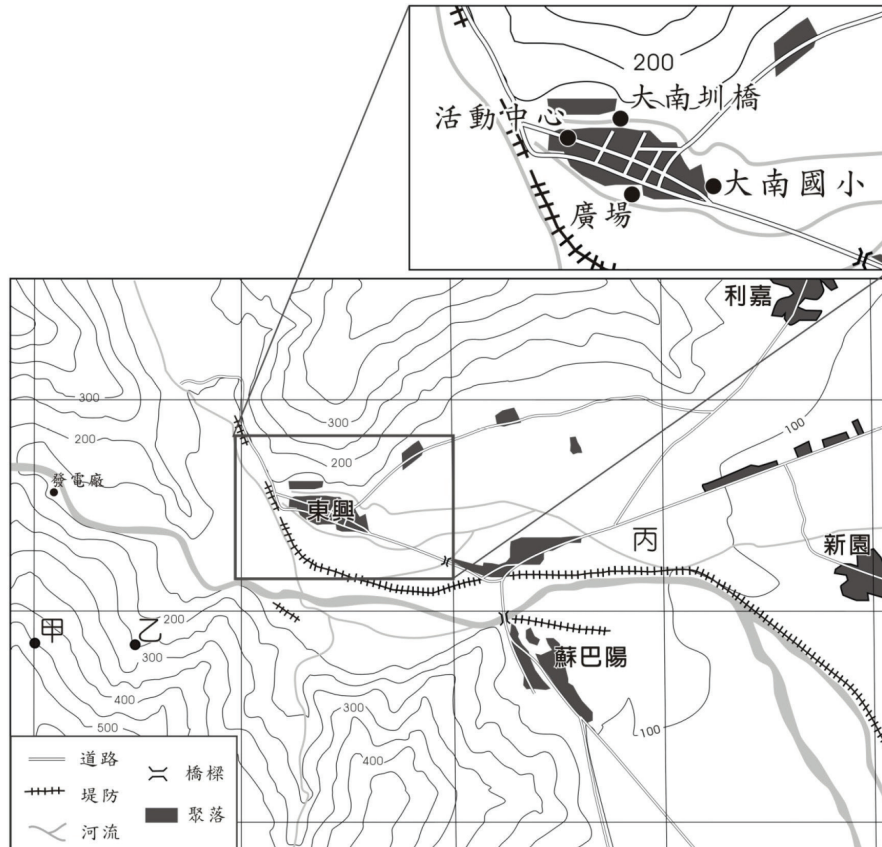 200
大南圳橋
活動中心
大南國小
廣場
利嘉
300
300
100
200
200
發電廠
東興
丙
新園
甲
乙
200
300
蘇巴陽
400
300
100
500
400
道路
橋樑
堤防
聚落
河流